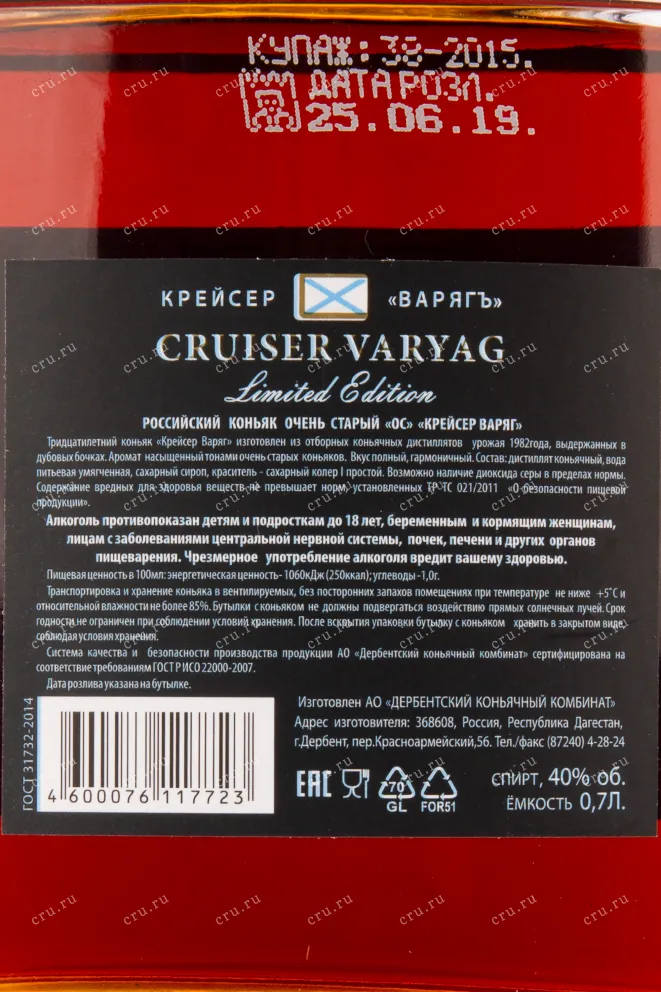 КУПАЖ: 38-2015.
ДАТА РОЗЛ.
25.06.19.
КРЕЙСЕР «ВАРЯГЪ»
CRUISER VARYAG
Limited Edition
РОССИЙСКИЙ КОНЬЯК ОЧЕНЬ СТАРЫЙ «ОС» «КРЕЙСЕР ВАРЯГ»
Тридцатилетний коньяк «Крейсер Варяг» изготовлен из отборных коньячных дистиллятов урожая 1982года, выдержанных в
дубовых бочках. Аромат насыщенный тонами очень старых коньяков. Вкус полный, гармоничный. Состав: дистиллят коньячный, вода
питьевая умягченная, сахарный сироп, краситель - сахарный колер I простой. Возможно наличие диоксида серы в пределах нормы.
Содержание вредных для здоровья веществ не превышает норм, установленных ТР ТС 021/2011 «О безопасности пищевой
продукции».
Алкоголь противопоказан детям и подросткам до 18 лет, беременным и кормящим женщинам,
лицам с заболеваниями центральной нервной системы, почек, печени и других органов
пищеварения. Чрезмерное употребление алкоголя вредит вашему здоровью.
Пищевая ценность в 100мл: энергетическая ценность- 1060кДж (250ккал); углеводы -1,0г.
Транспортировка и хранение коньяка в вентилируемых, без посторонних запахов помещениях при температуре не ниже +5˚С и
относительной влажности не более 85%. Бутылки с коньяком не должны подвергаться воздействию прямых солнечных лучей. Срок
годности не ограничен при соблюдении условий хранения. После вскрытия упаковки бутылку с коньяком хранить в закрытом виде,
соблюдая условия хранения.
Система качества и безопасности производства продукции АО «Дербентский коньячный комбинат» сертифицирована на
соответствие требованиям ГОСТ Р ИСО 22000-2007.
Дата розлива указана на бутылке.
ГОСТ 31732-2014
4 600076 117723
Изготовлен АО «ДЕРБЕНТСКИЙ КОНЬЯЧНЫЙ КОМБИНАТ»
Адрес изготовителя: 368608, Россия, Республика Дагестан,
г.Дербент, пер.Красноармейский,56. Тел./факс (87240) 4-28-24
EAC
70
GL
FOR51
СПИРТ, 40% об.
ЁМКОСТЬ 0,7Л.
cru.ru